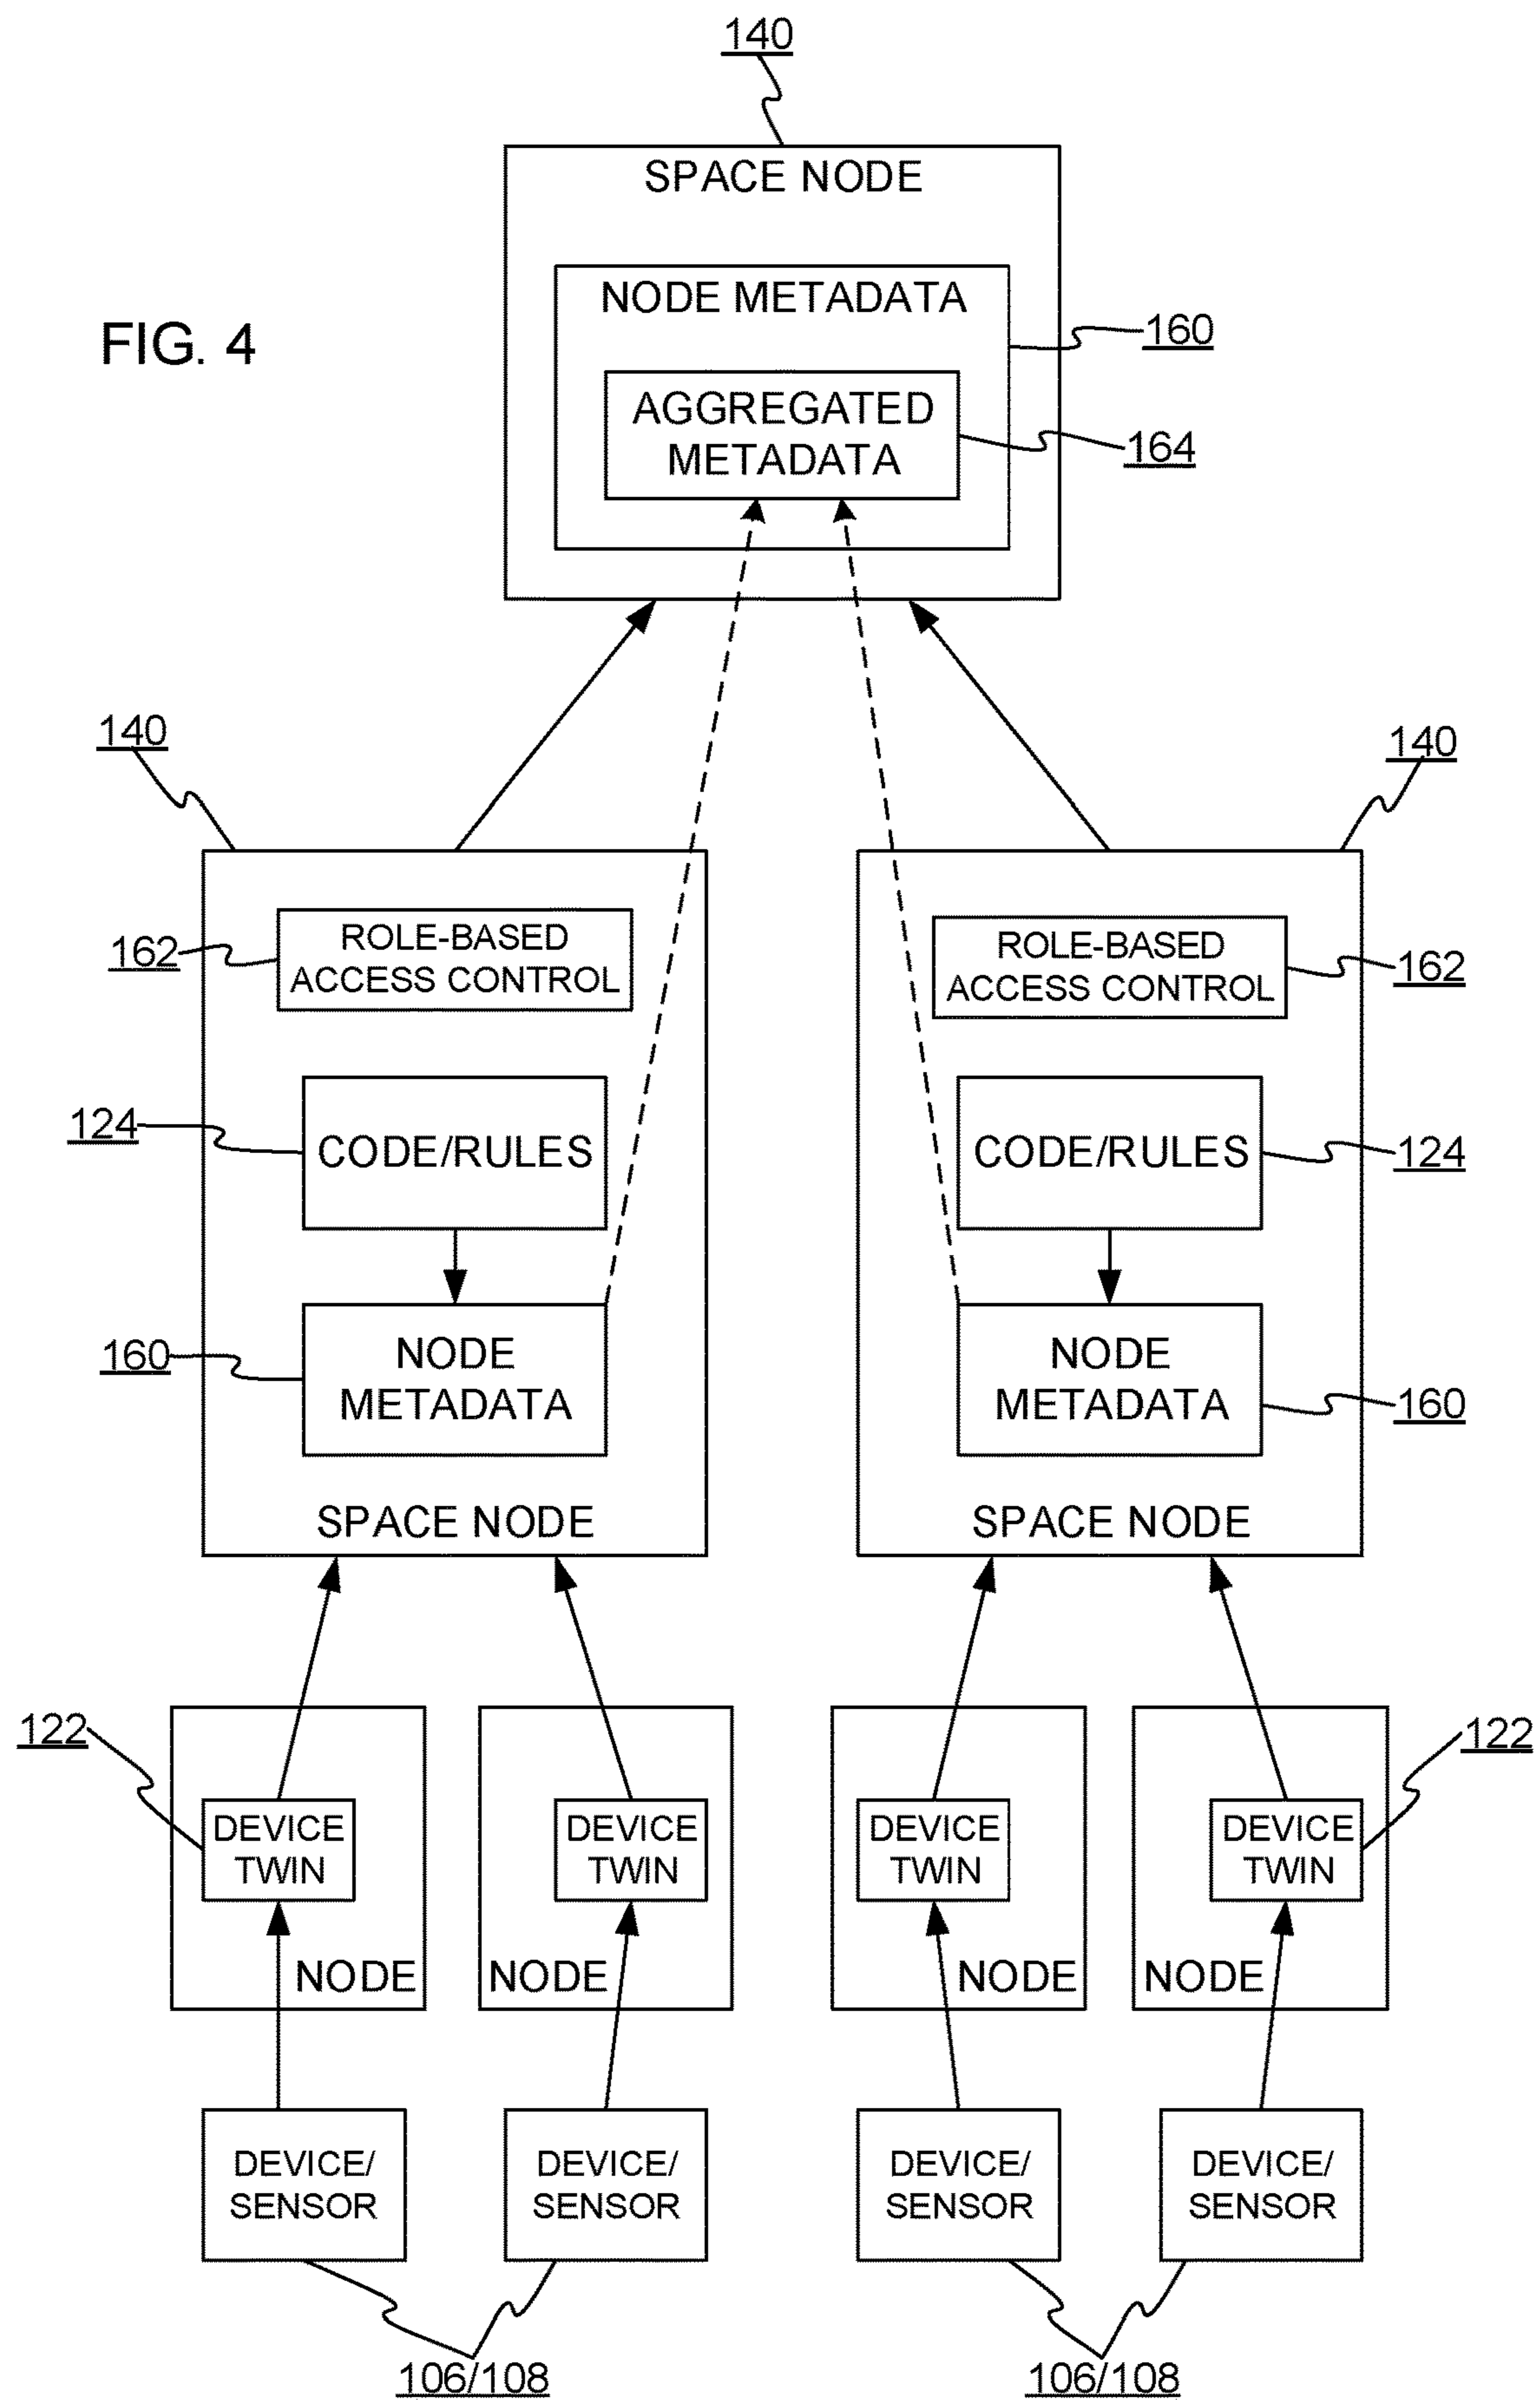 140
SPACE NODE
NODE METADATA
FIG. 4
160
AGGREGATED
METADATA
164
140
140
ROLE-BASED
ACCESS CONTROL
162
ROLE-BASED
ACCESS CONTROL
162
124
CODE/RULES
CODE/RULES
124
160
NODE
METADATA
NODE
METADATA
160
SPACE NODE
SPACE NODE
122
122
DEVICE
TWIN
DEVICE
TWIN
DEVICE
TWIN
DEVICE
TWIN
NODE
NODE
NODE
NODE
DEVICE/
SENSOR
DEVICE/
SENSOR
DEVICE/
SENSOR
DEVICE/
SENSOR
106/108
106/108